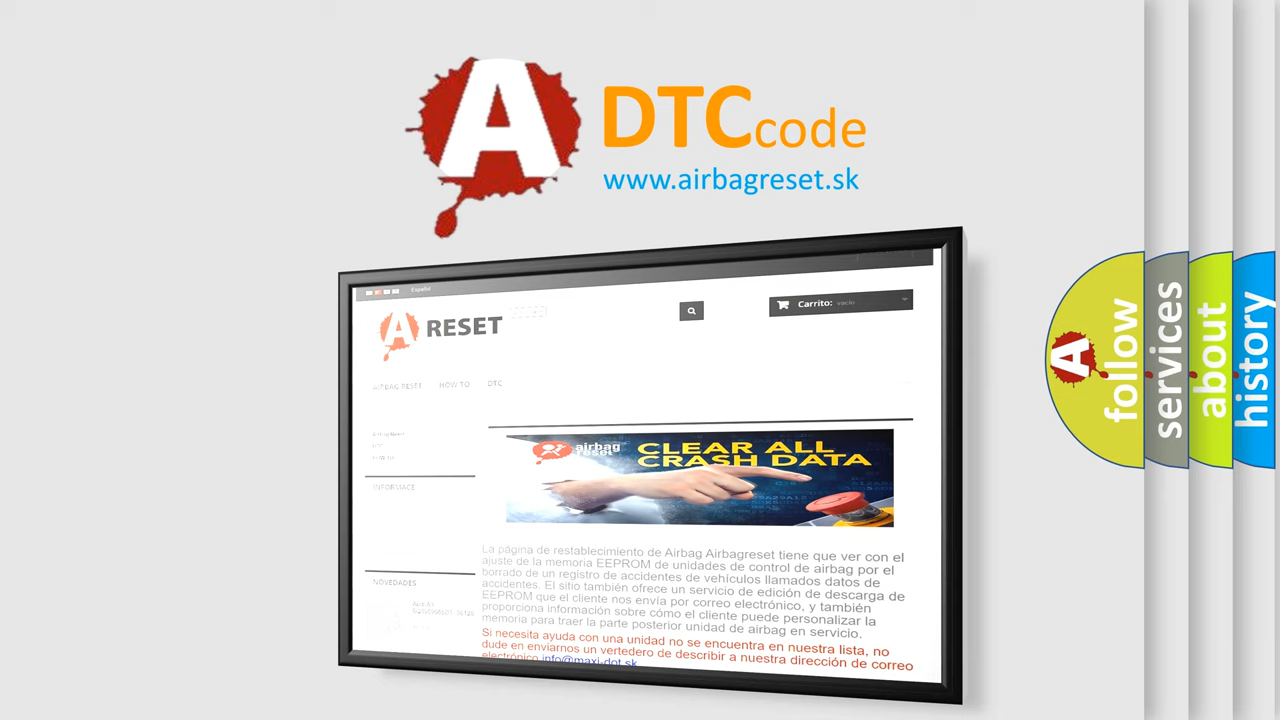 A
DTCcode
www.airbagreset.sk
Español
A RESET
Carrito: vacío
AIRBAG RESET HOW TO DTC
Airbag Reset
DTC
HOW TO
INFORMACE
NOVEDADES
airbag
reset
CLEAR ALL
CRASH DATA
La página de restablecimiento de Airbag Airbagreset tiene que ver con el
ajuste de la memoria EEPROM de unidades de control de airbag por el
borrado de un registro de accidentes de vehículos llamados datos de
accidentes. El sitio también ofrece un servicio de edición de descarga de
EEPROM que el cliente nos envía por correo electrónico, y también
proporciona información sobre cómo el cliente puede personalizar la
memoria para traer la parte posterior unidad de airbag en servicio.
Si necesita ayuda con una unidad no se encuentra en nuestra lista, no
dude en enviarnos un vertedero de describir a nuestra dirección de correo
electrónico info@maxi-dot.sk
A
follow
services
about
history